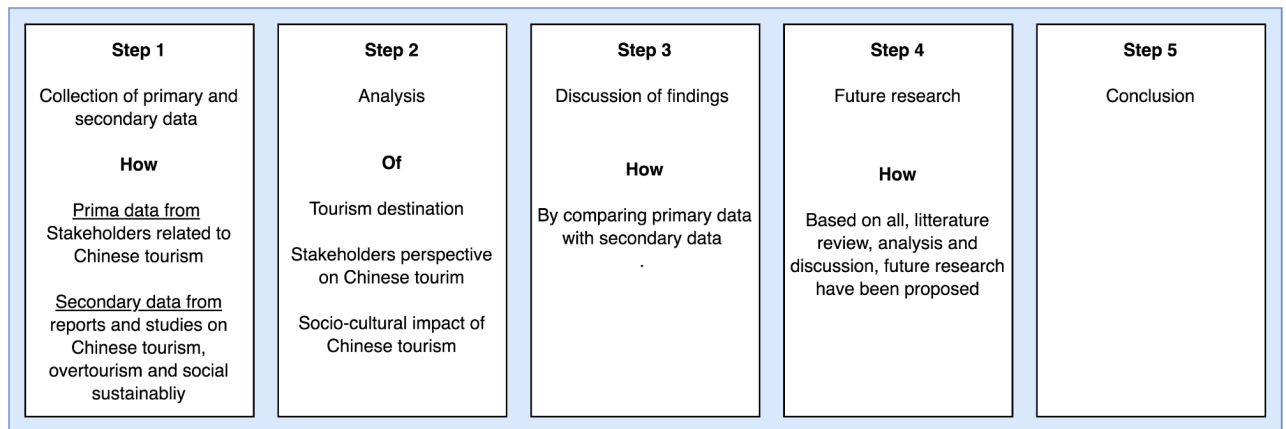 Step 1
Collection of primary and
secondary data
How
Prima data from
Stakeholders related to
Chinese tourism
Secondary data from
reports and studies on
Chinese tourism,
overtourism and social
sustainabliy
Step 2
Analysis
Of
Tourism destination
Stakeholders perspective
on Chinese tourim
Socio-cultural impact of
Chinese tourism
Step 3
Discussion of findings
How
By comparing primary data
with secondary data
.
Step 4
Future research
How
Based on all, litterature
review, analysis and
discussion, future research
have been proposed
Step 5
Conclusion